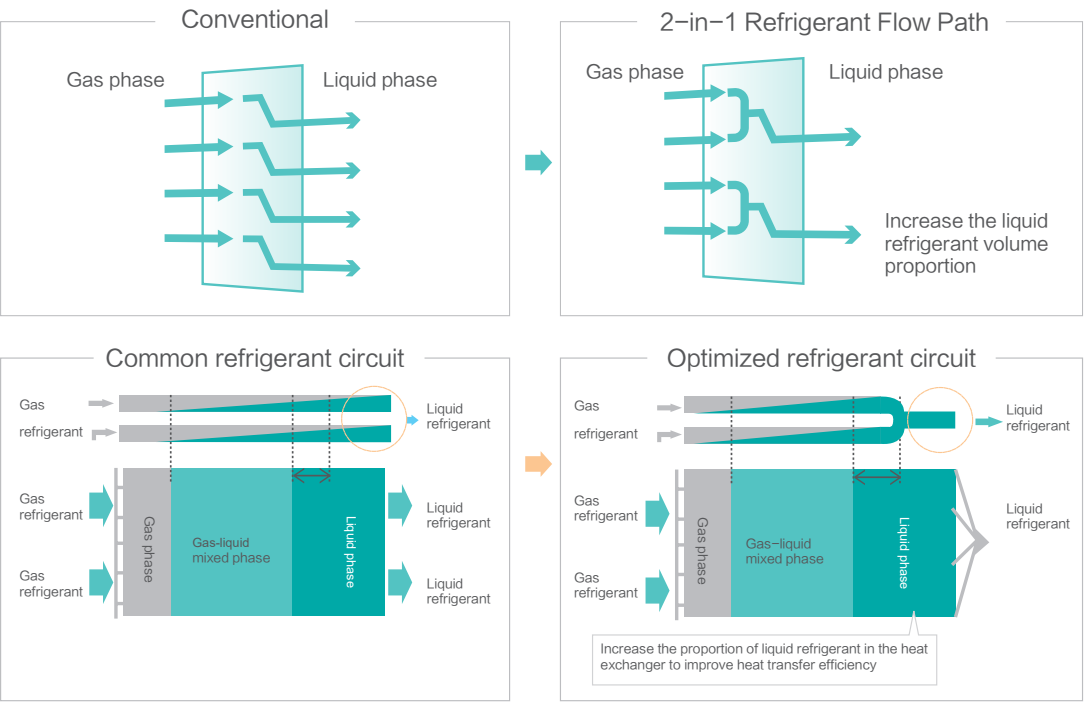 Conventional
Gas phase
Liquid phase
2-in-1 Refrigerant Flow Path
Gas phase
Liquid phase
Increase the liquid
refrigerant volume
proportion
Common refrigerant circuit
Gas
refrigerant
Liquid
refrigerant
Gas
refrigerant
Gas
refrigerant
Gas phase
Gas-liquid
mixed phase
Liquid phase
Liquid
refrigerant
Liquid
refrigerant
Optimized refrigerant circuit
Gas
refrigerant
Liquid
refrigerant
Gas
refrigerant
Gas
refrigerant
Gas phase
Gas-liquid
mixed phase
Liquid phase
Liquid
refrigerant
Increase the proportion of liquid refrigerant in the heat
exchanger to improve heat transfer efficiency